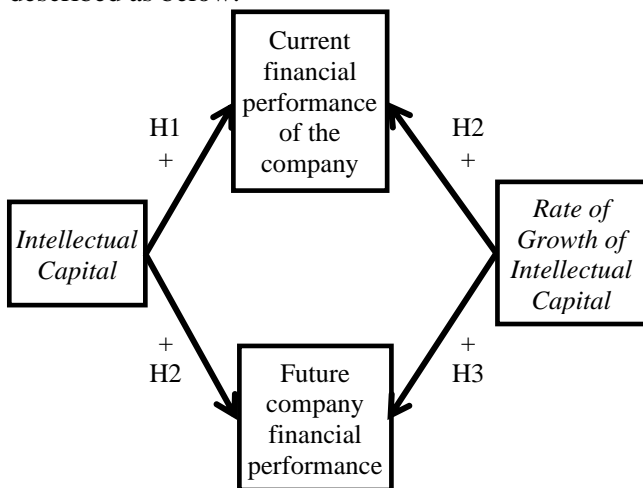 described as below:
Current
financial
performance
of the
company
H1
+
H2
+
Intellectual
Capital
Rate of
Growth of
Intellectual
Capital
+
H2
+
H3
Future
company
financial
performance